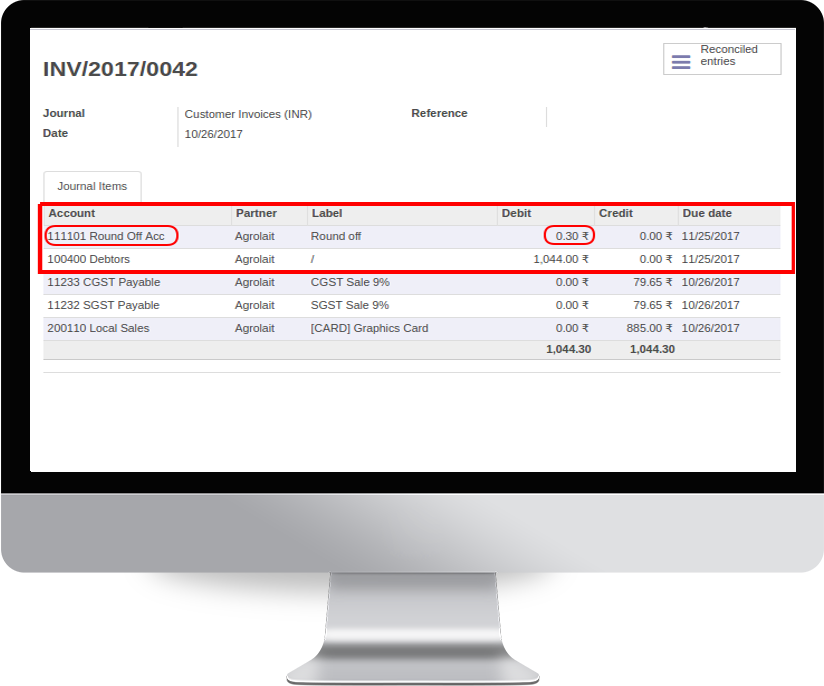 INV/2017/0042
Reconciled
entries
Journal Customer Invoices (INR) Reference
Date 10/26/2017
Journal Items
Account Partner Label Debit Credit Due date
111101 Round Off Acc Agrolait Round off 0.30 ₹ 0.00 ₹ 11/25/2017
100400 Debtors Agrolait / 1,044.00 ₹ 0.00 ₹ 11/25/2017
11233 CGST Payable Agrolait CGST Sale 9% 0.00 ₹ 79.65 ₹ 10/26/2017
11232 SGST Payable Agrolait SGST Sale 9% 0.00 ₹ 79.65 ₹ 10/26/2017
200110 Local Sales Agrolait [CARD] Graphics Card 0.00 ₹ 885.00 ₹ 10/26/2017
1,044.30 1,044.30